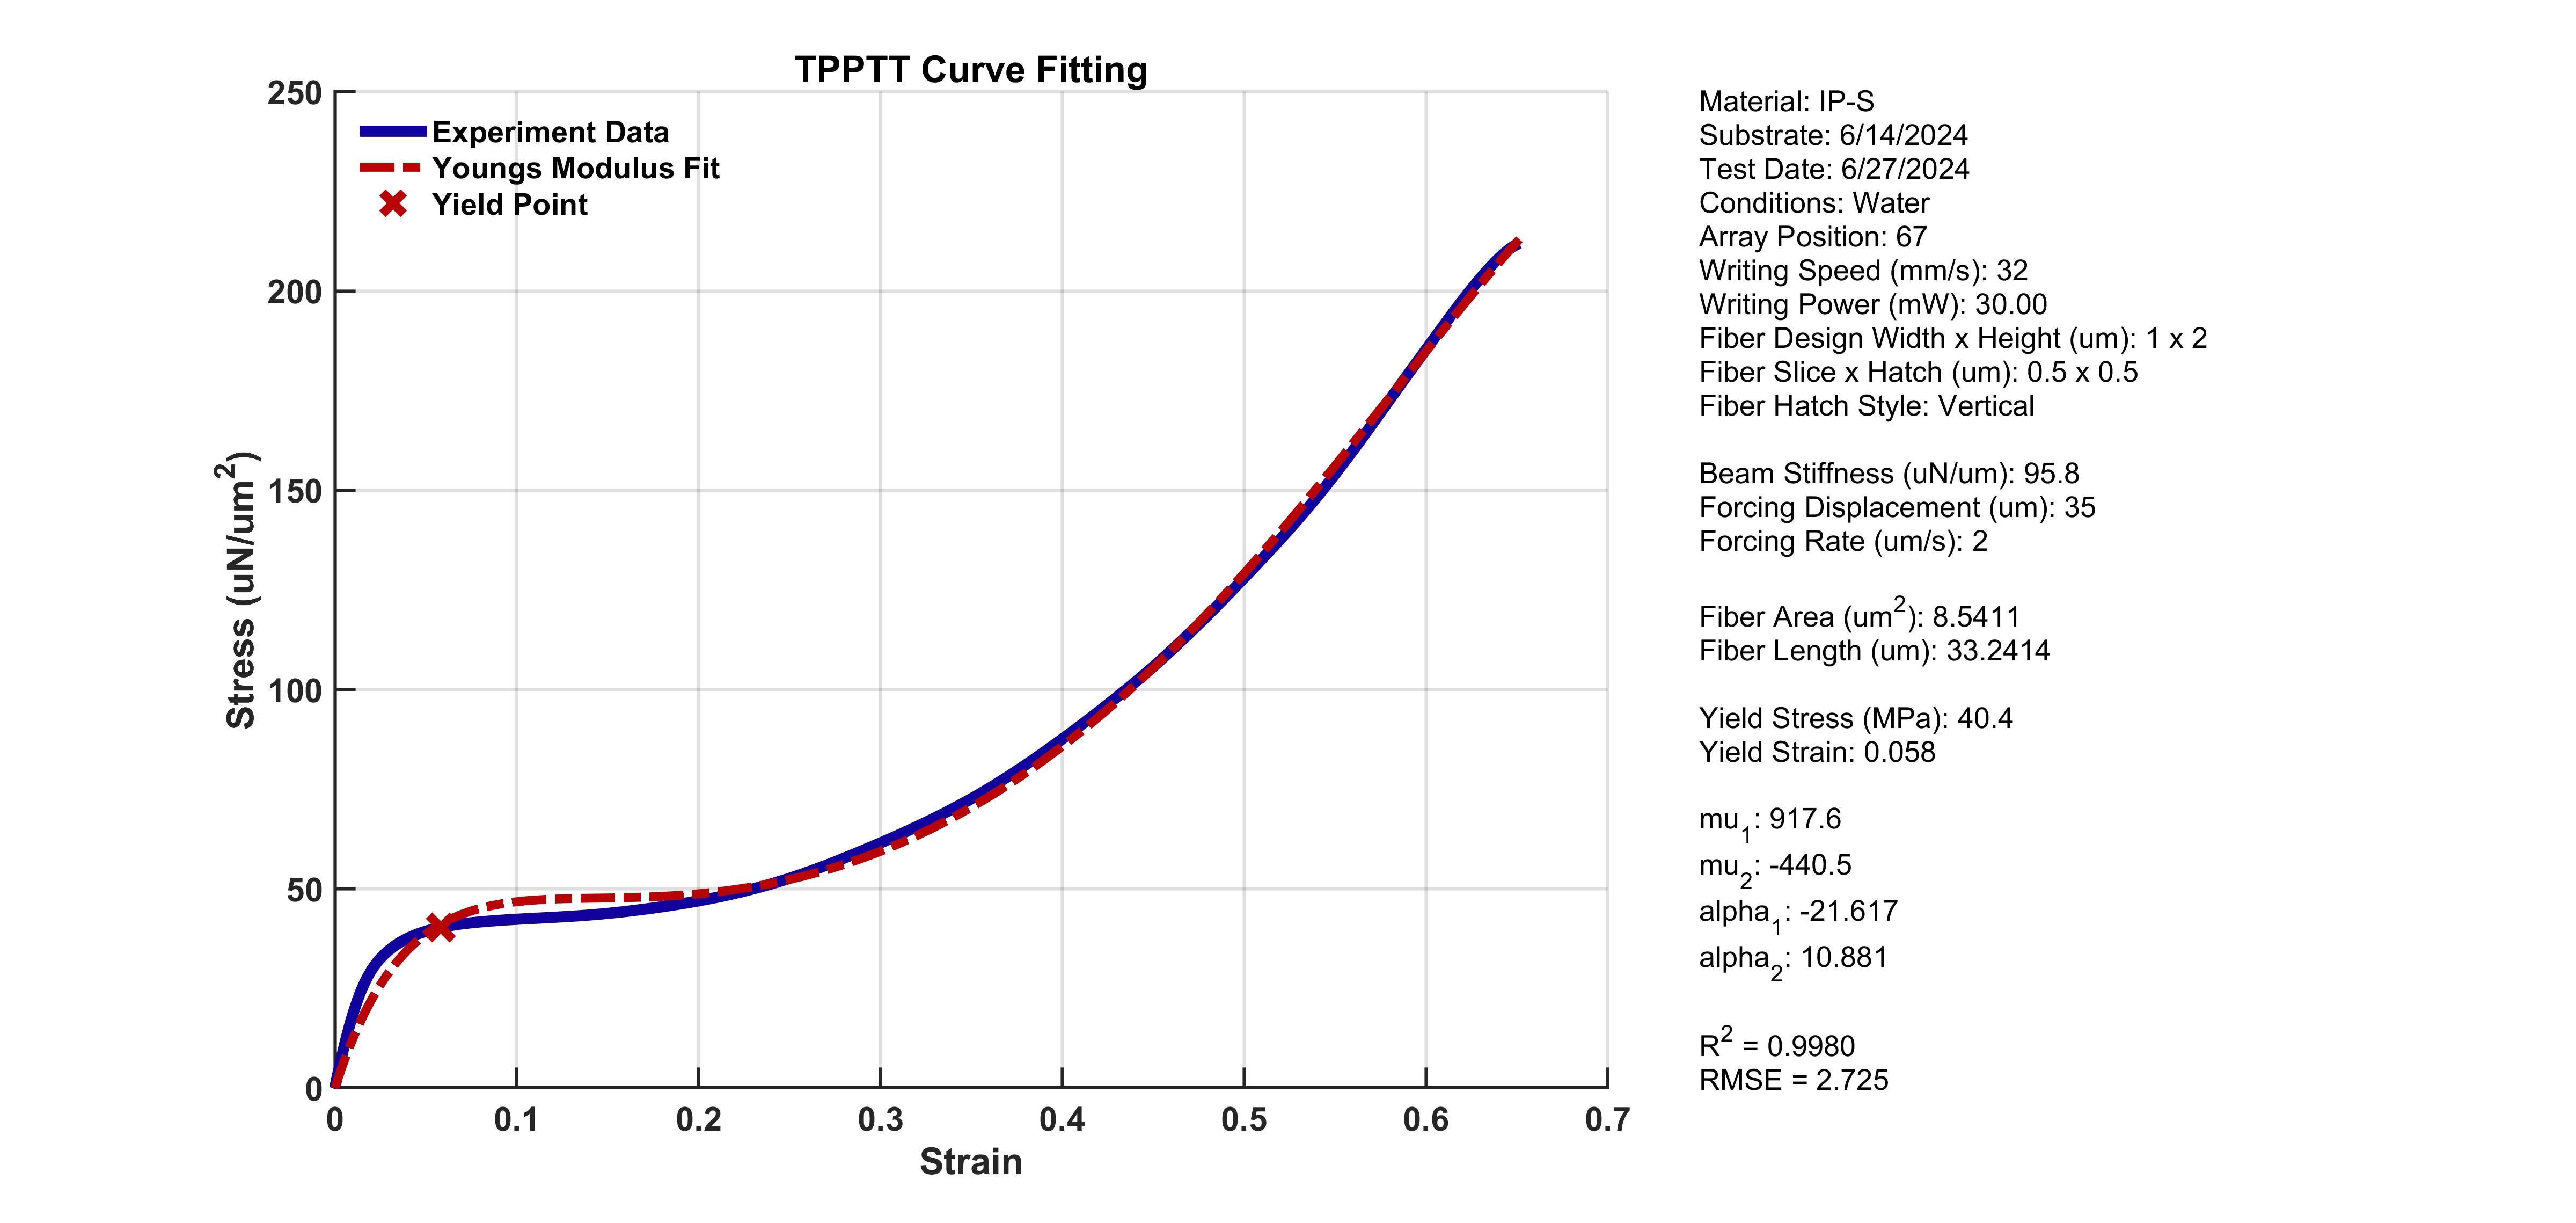 TPPTT Curve Fitting
250
200
150
100
50
0
Stress (uN/um²)
Experiment Data
Youngs Modulus Fit
Yield Point
0 0.1 0.2 0.3 0.4 0.5 0.6 0.7
Strain
Material: IP-S
Substrate: 6/14/2024
Test Date: 6/27/2024
Conditions: Water
Array Position: 67
Writing Speed (mm/s): 32
Writing Power (mW): 30.00
Fiber Design Width x Height (um): 1 x 2
Fiber Slice x Hatch (um): 0.5 x 0.5
Fiber Hatch Style: Vertical
Beam Stiffness (uN/um): 95.8
Forcing Displacement (um): 35
Forcing Rate (um/s): 2
Fiber Area (um²): 8.5411
Fiber Length (um): 33.2414
Yield Stress (MPa): 40.4
Yield Strain: 0.058
mu₁: 917.6
mu₂: -440.5
alpha₁: -21.617
alpha₂: 10.881
R² = 0.9980
RMSE = 2.725